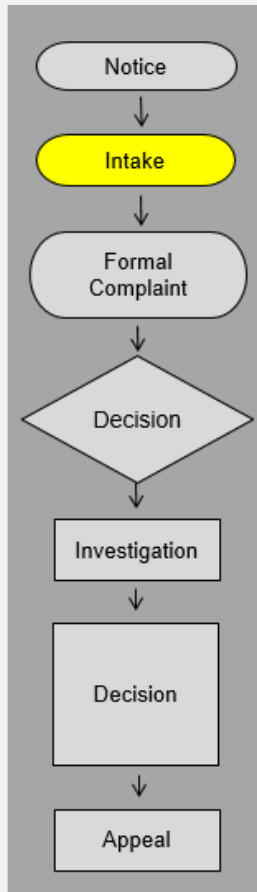 Notice
Intake
Formal
Complaint
Decision
Investigation
Decision
Appeal